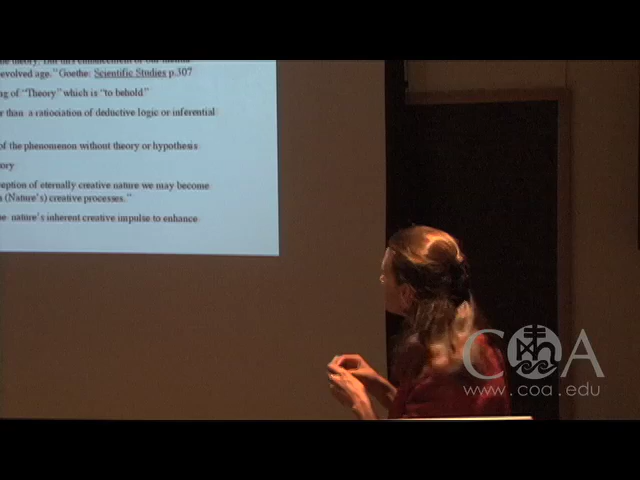 he theory. But this enhancement of our mental
evolved age." Goethe: Scientific Studies p.307
ng of "Theory" which is "to behold"
r than a ratiociation of deductive logic or inferential
of the phenomenon without theory or hypothesis
ory
eption of eternally creative nature we may become
n (Nature's) creative processes."
e nature's inherent creative impulse to enhance
COA
www.coa.edu